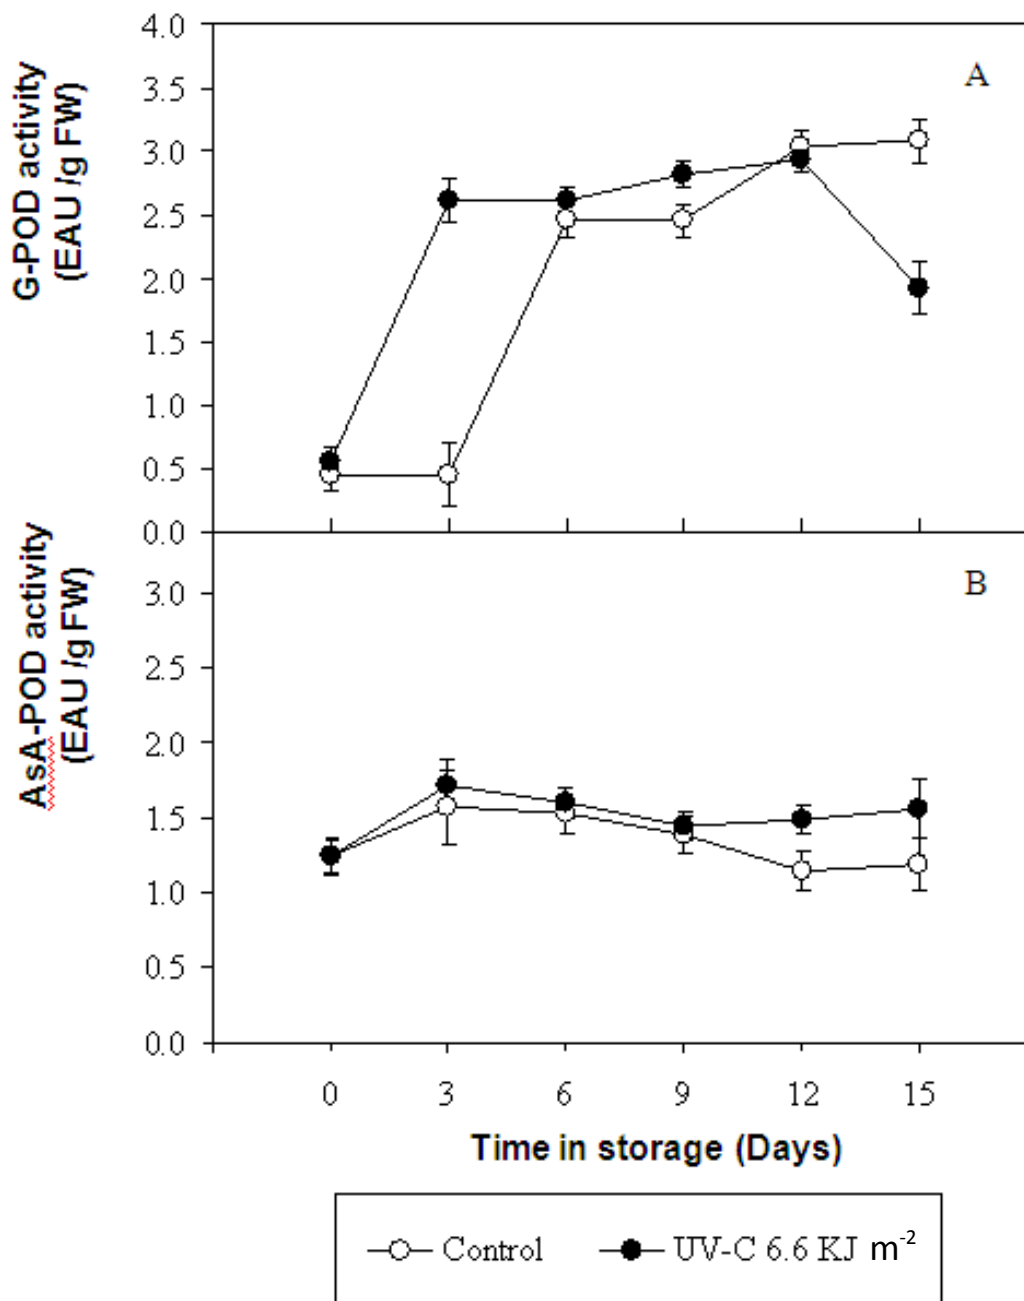 G-POD activity
(EAU /g FW)
4.0
3.5
3.0
2.5
2.0
1.5
1.0
0.5
0.0
A
AsA-POD activity
(EAU /g FW)
3.0
2.5
2.0
1.5
1.0
0.5
0.0
B
0 3 6 9 12 15
Time in storage (Days)
Control UV-C 6.6 KJ m⁻²